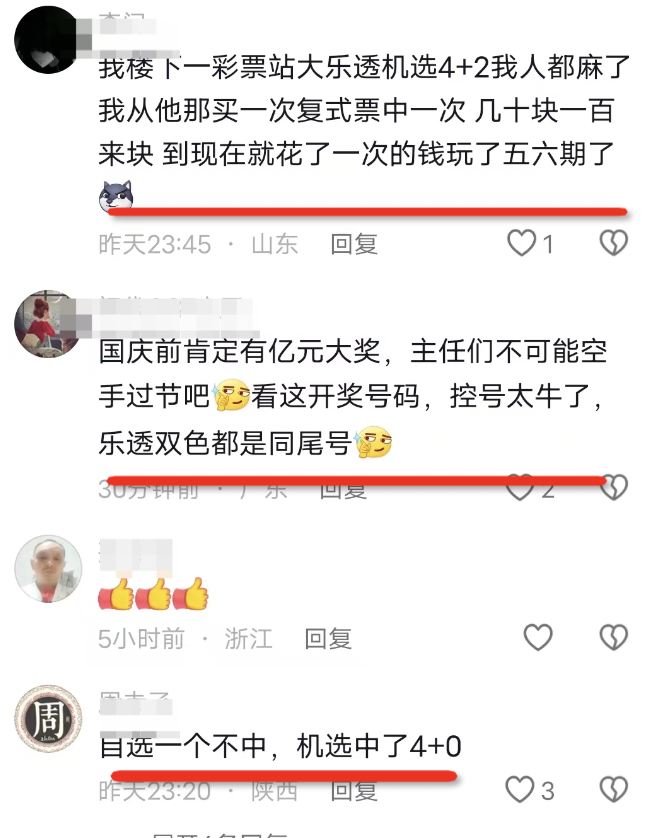 我楼下一彩票站大乐透机选4+2我人都麻了
我从他那买一次复式票中一次 几十块一百
来块 到现在就花了一次的钱玩了五六期了
昨天23:45 · 山东 回复 1
国庆前肯定有亿元大奖，主任们不可能空
手过节吧看这开奖号码，控号太牛了，
乐透双色都是同尾号
30分钟前 · 广东 回复 2
5小时前 · 浙江 回复
周
自选一个不中，机选中了4+0
昨天23:20 · 陕西 回复 3